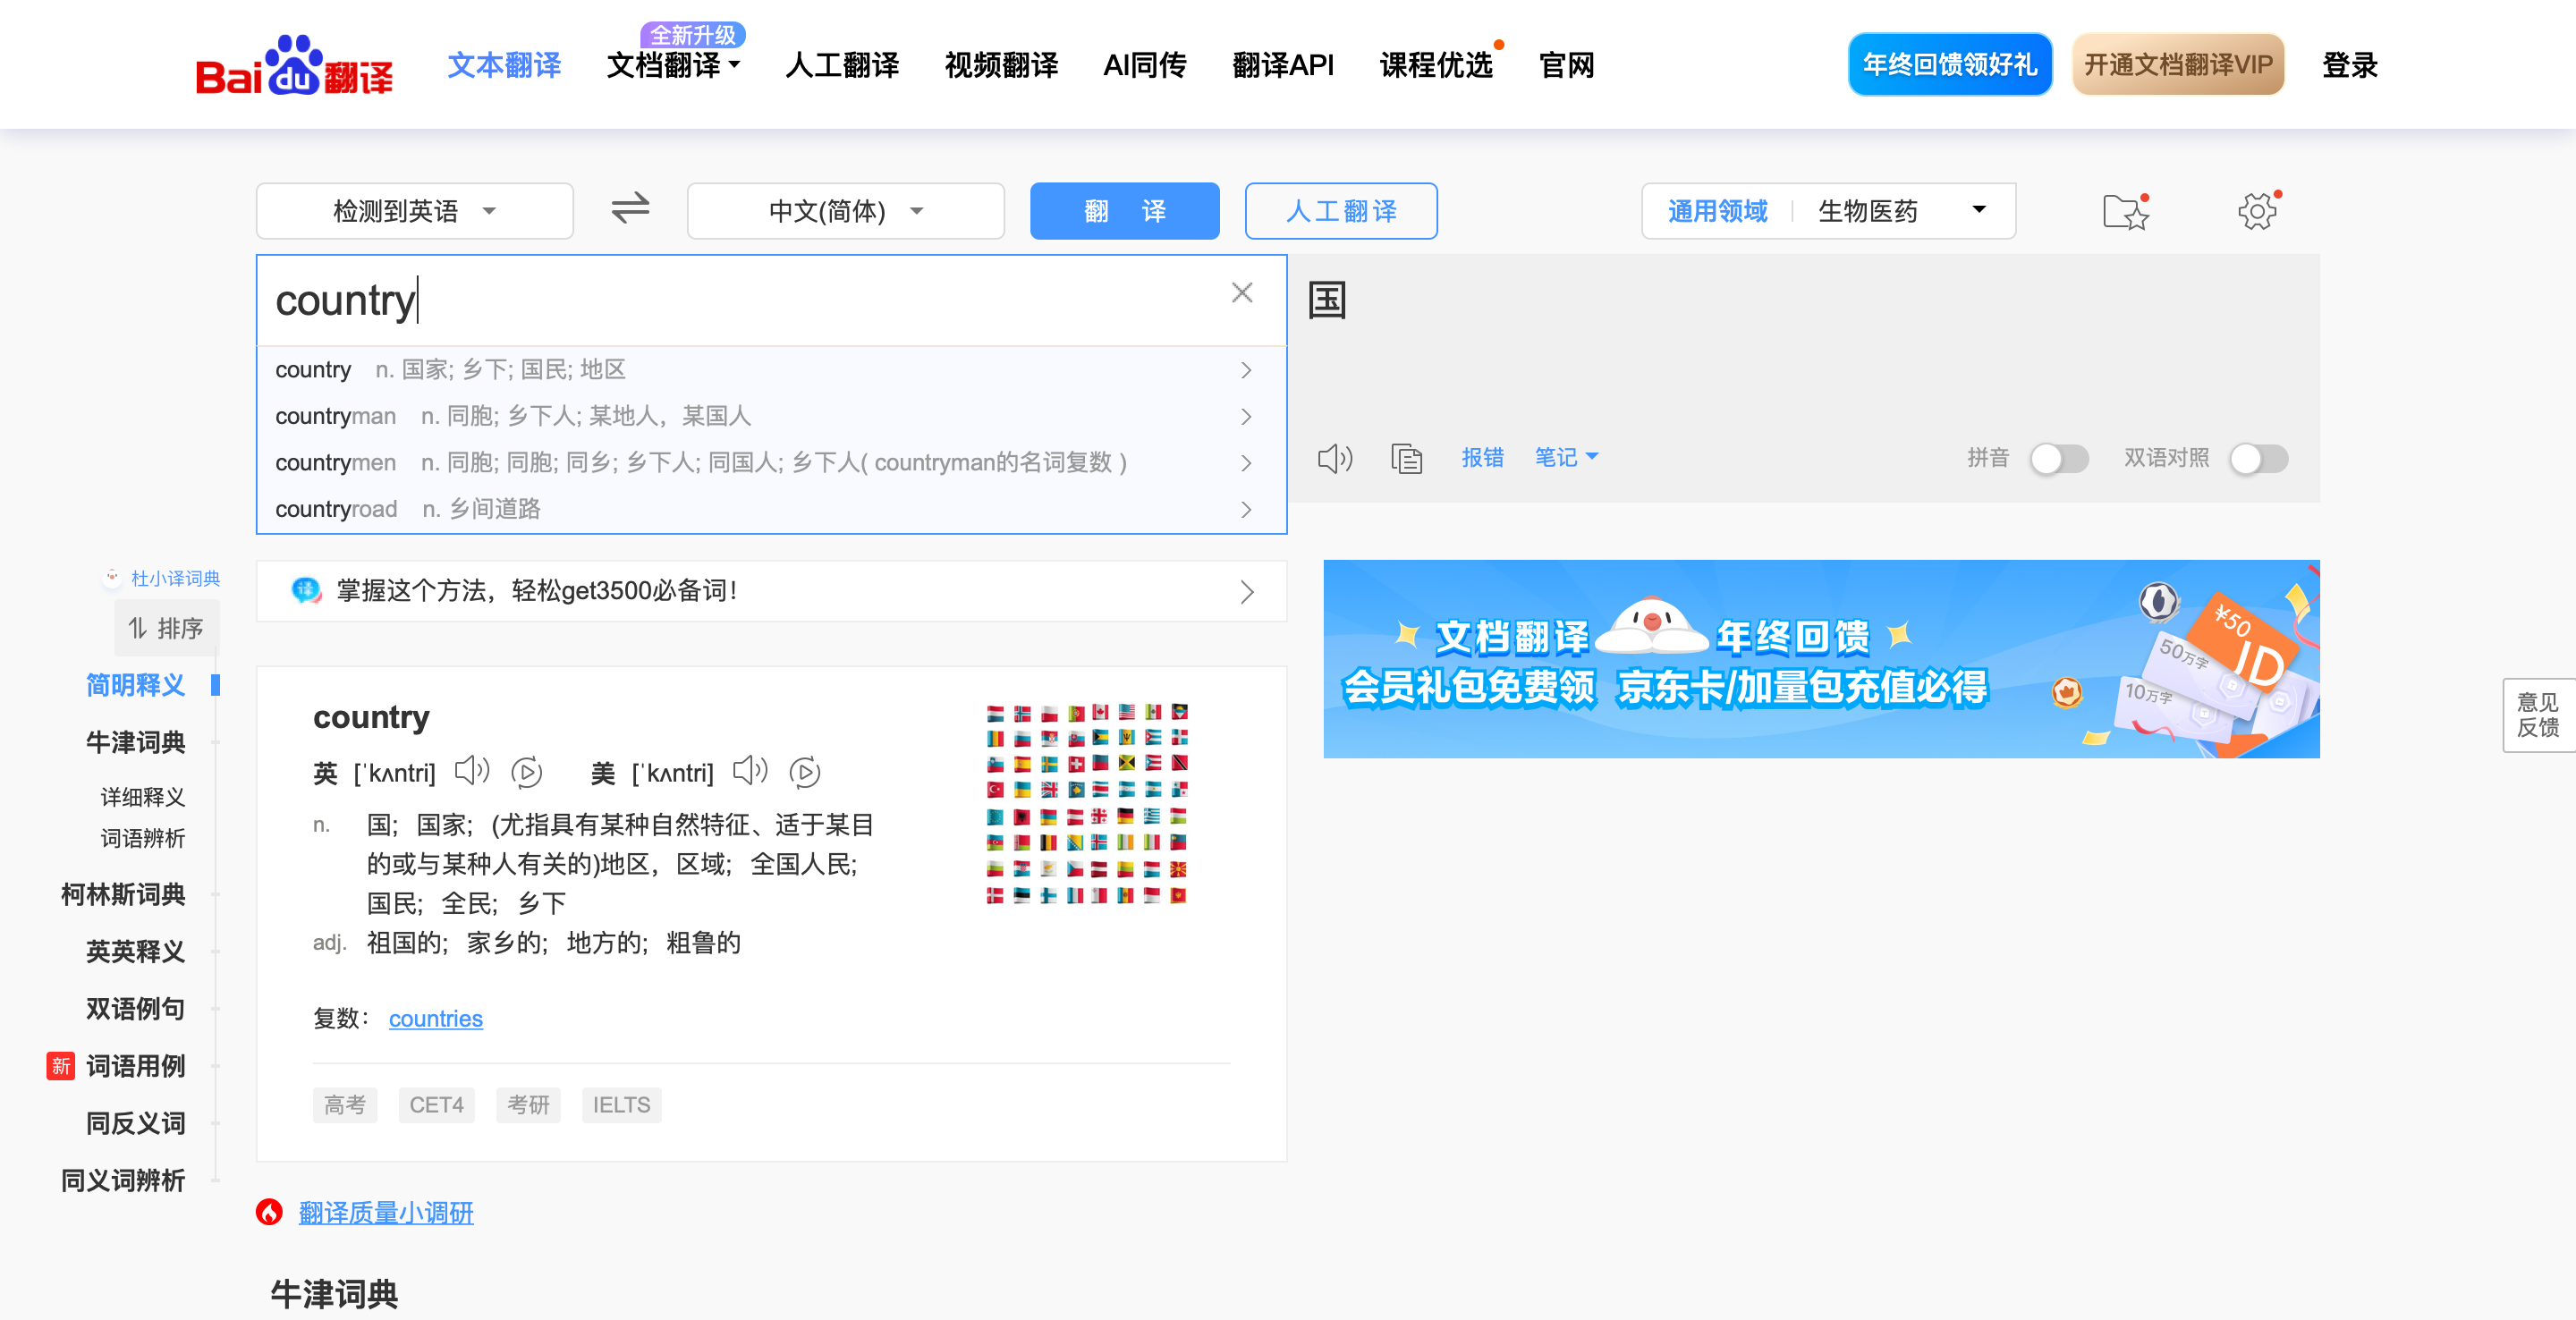 Bai du 翻译
文本翻译
文档翻译
全新升级
人工翻译
视频翻译
AI同传
翻译API
课程优选
官网
年终回馈领好礼
开通文档翻译VIP
登录
检测到英语
中文(简体)
翻 译
人工翻译
通用领域
生物医药
country
国
country n. 国家; 乡下; 国民; 地区
countryman n. 同胞; 乡下人; 某地人，某国人
countrymen n. 同胞; 同胞; 同乡; 乡下人; 同国人; 乡下人( countryman的名词复数 )
countryroad n. 乡间道路
报错
笔记
拼音
双语对照
杜小译词典
排序
简明释义
牛津词典
详细释义
词语辨析
柯林斯词典
英英释义
双语例句
新 词语用例
同反义词
同义词辨析
译 掌握这个方法，轻松get3500必备词！
country
英 [ˈkʌntri] 美 [ˈkʌntri]
n. 国；国家；(尤指具有某种自然特征、适于某目
的或与某种人有关的)地区，区域；全国人民；
国民；全民；乡下
adj. 祖国的；家乡的；地方的；粗鲁的
复数： countries
高考 CET4 考研 IELTS
翻译质量小调研
牛津词典
文档翻译 年终回馈
会员礼包免费领 京东卡/加量包充值必得
¥50
JD
50万字
10万字
意见
反馈